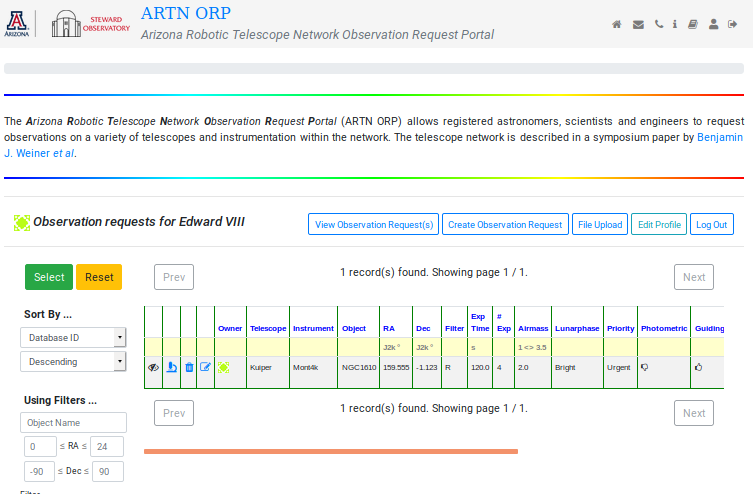 ARIZONA
STEWARD
OBSERVATORY
ARTN ORP
Arizona Robotic Telescope Network Observation Request Portal
The Arizona Robotic Telescope Network Observation Request Portal (ARTN ORP) allows registered astronomers, scientists and engineers to request
observations on a variety of telescopes and instrumentation within the network. The telescope network is described in a symposium paper by Benjamin
J. Weiner et al.
Observation requests for Edward VIII
View Observation Request(s) Create Observation Request File Upload Edit Profile Log Out
Select Reset
Prev 1 record(s) found. Showing page 1 / 1. Next
Sort By ...
Database ID
Descending
Owner Telescope Instrument Object RA Dec Filter Exp Time # Exp Airmass Lunarphase Priority Photometric Guiding
J2k ° J2k ° s 1 <> 3.5
Kuiper Mont4k NGC1610 159.555 -1.123 R 120.0 4 2.0 Bright Urgent
Using Filters ...
Object Name
0 ≤ RA ≤ 24
-90 ≤ Dec ≤ 90
Filter
Prev 1 record(s) found. Showing page 1 / 1. Next